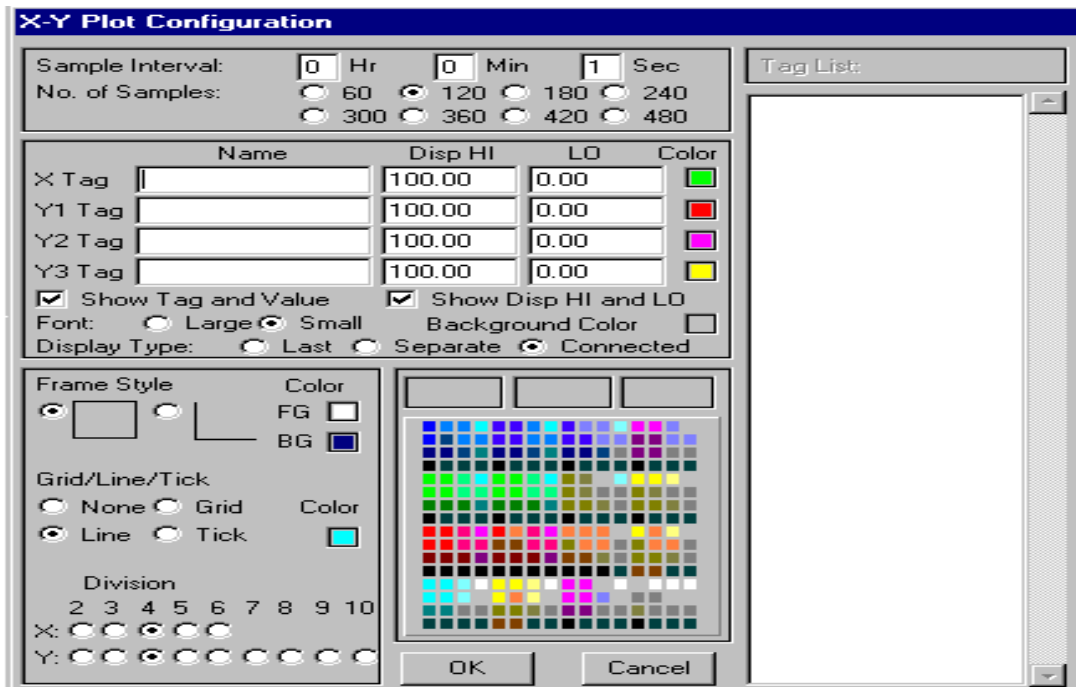 X-Y Plot Configuration
Sample Interval: 0 Hr 0 Min 1 Sec
No. of Samples: 60 120 180 240
300 360 420 480
Name Disp HI LO Color
X Tag 100.00 0.00
Y1 Tag 100.00 0.00
Y2 Tag 100.00 0.00
Y3 Tag 100.00 0.00
Show Tag and Value Show Disp HI and LO
Font: Large Small Background Color
Display Type: Last Separate Connected
Frame Style Color
FG
BG
Grid/Line/Tick
None Grid Color
Line Tick
Division
2 3 4 5 6 7 8 9 10
X:
Y:
OK Cancel
Tag List: